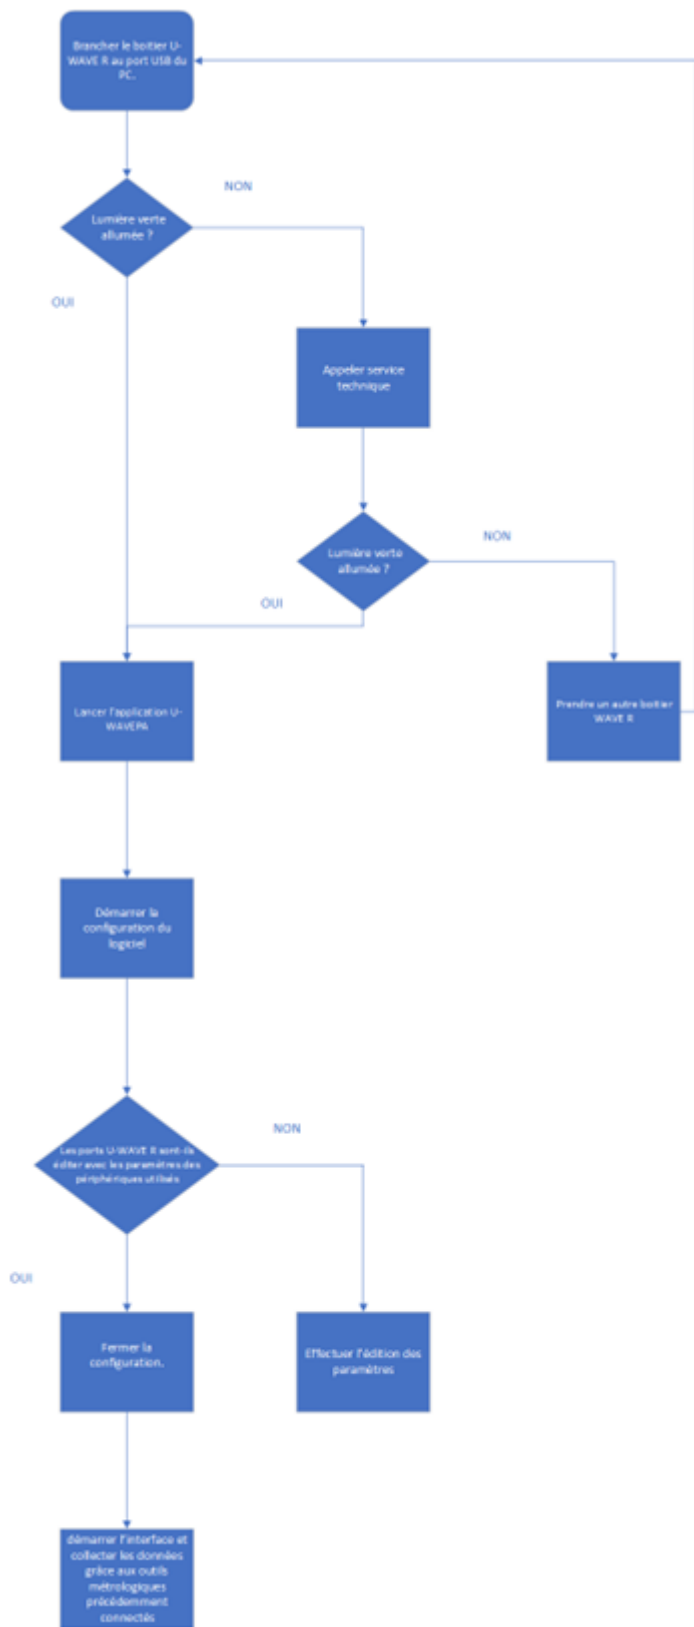 Brancher le boitier U-
WAVE R au port USB du
PC.
NON
Lumière verte
allumée ?
OUI
Appeler service
technique
NON
Lumière verte
allumée ?
OUI
Lancer l'application U-
WAVEPA
Prendre un autre boitier
WAVE R
Démarrer la
configuration du
logiciel
NON
Les ports U-WAVE R sont-ils
éditer avec les paramètres des
périphériques utilisés
OUI
Fermer la
configuration.
Effectuer l'édition des
paramètres
démarrer l'interface et
collecter les données
grâce aux outils
métrologiques
précédemment
connectés